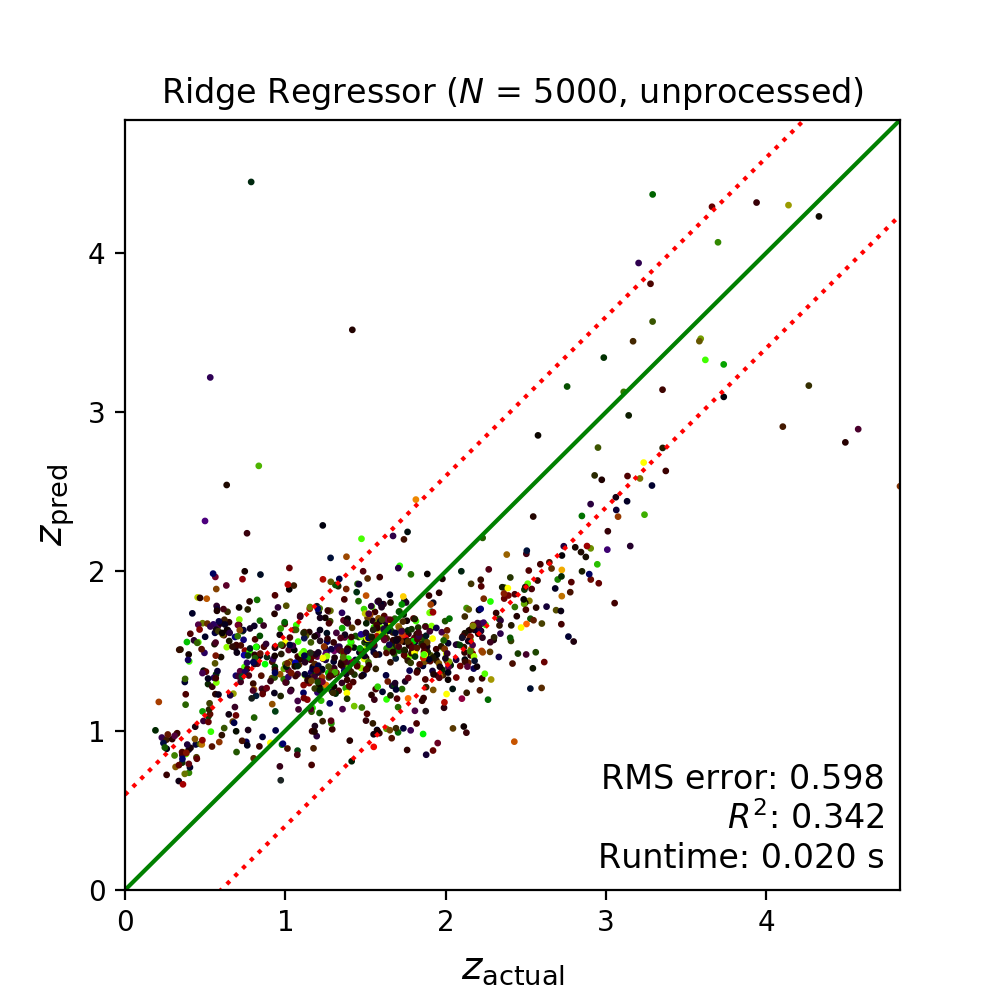 Ridge Regressor (N = 5000, unprocessed)
z_pred
4
3
2
1
0
RMS error: 0.598
R²: 0.342
Runtime: 0.020 s
0 1 2 3 4
z_actual